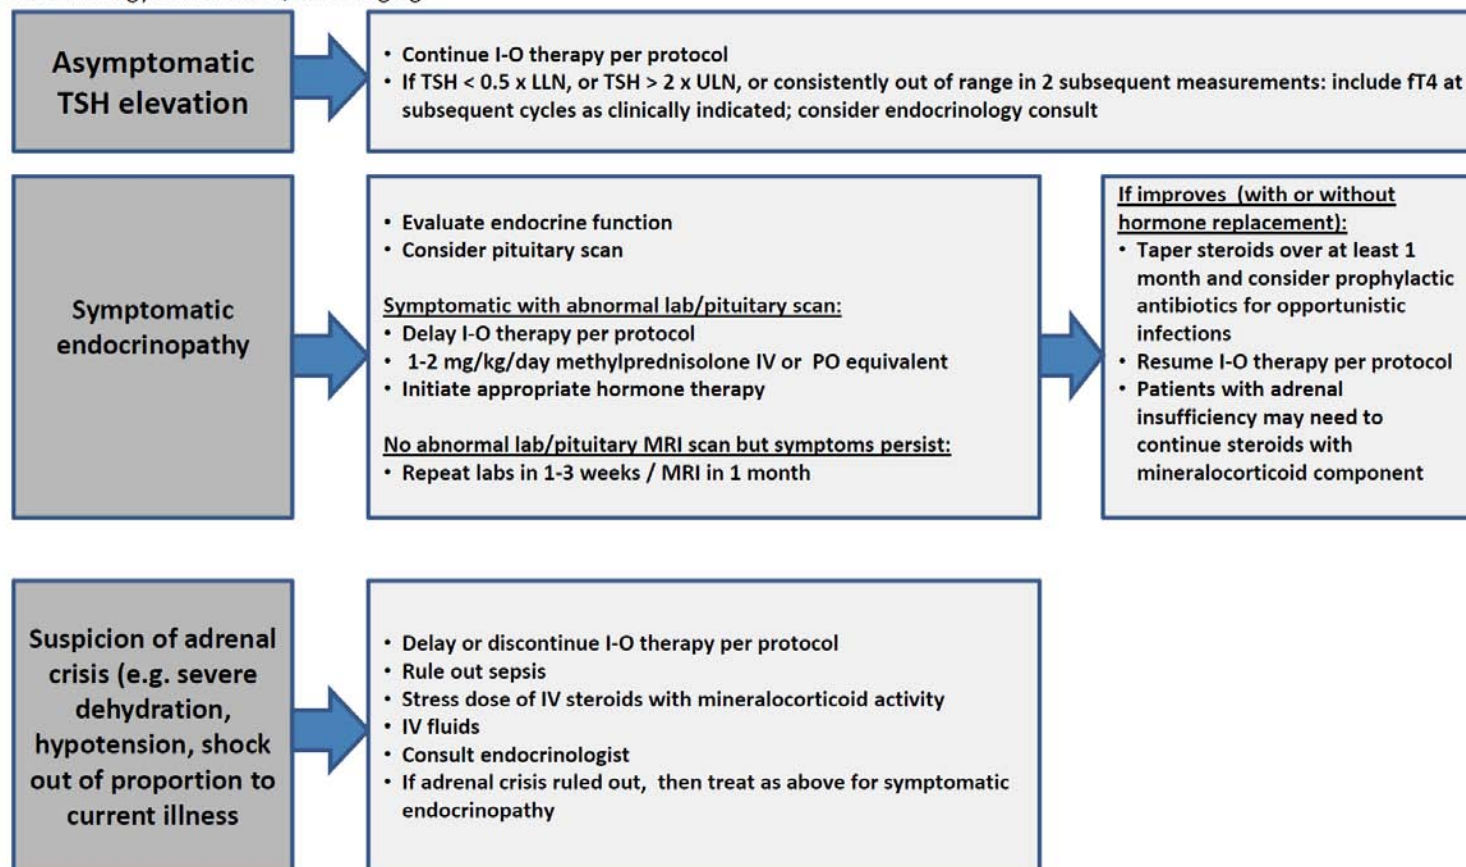 Asymptomatic
TSH elevation
• Continue I-O therapy per protocol
• If TSH < 0.5 x LLN, or TSH > 2 x ULN, or consistently out of range in 2 subsequent measurements: include fT4 at
subsequent cycles as clinically indicated; consider endocrinology consult
Symptomatic
endocrinopathy
• Evaluate endocrine function
• Consider pituitary scan
Symptomatic with abnormal lab/pituitary scan:
• Delay I-O therapy per protocol
• 1-2 mg/kg/day methylprednisolone IV or PO equivalent
• Initiate appropriate hormone therapy
No abnormal lab/pituitary MRI scan but symptoms persist:
• Repeat labs in 1-3 weeks / MRI in 1 month
If improves (with or without
hormone replacement):
• Taper steroids over at least 1
month and consider prophylactic
antibiotics for opportunistic
infections
• Resume I-O therapy per protocol
• Patients with adrenal
insufficiency may need to
continue steroids with
mineralocorticoid component
Suspicion of adrenal
crisis (e.g. severe
dehydration,
hypotension, shock
out of proportion to
current illness
• Delay or discontinue I-O therapy per protocol
• Rule out sepsis
• Stress dose of IV steroids with mineralocorticoid activity
• IV fluids
• Consult endocrinologist
• If adrenal crisis ruled out, then treat as above for symptomatic
endocrinopathy